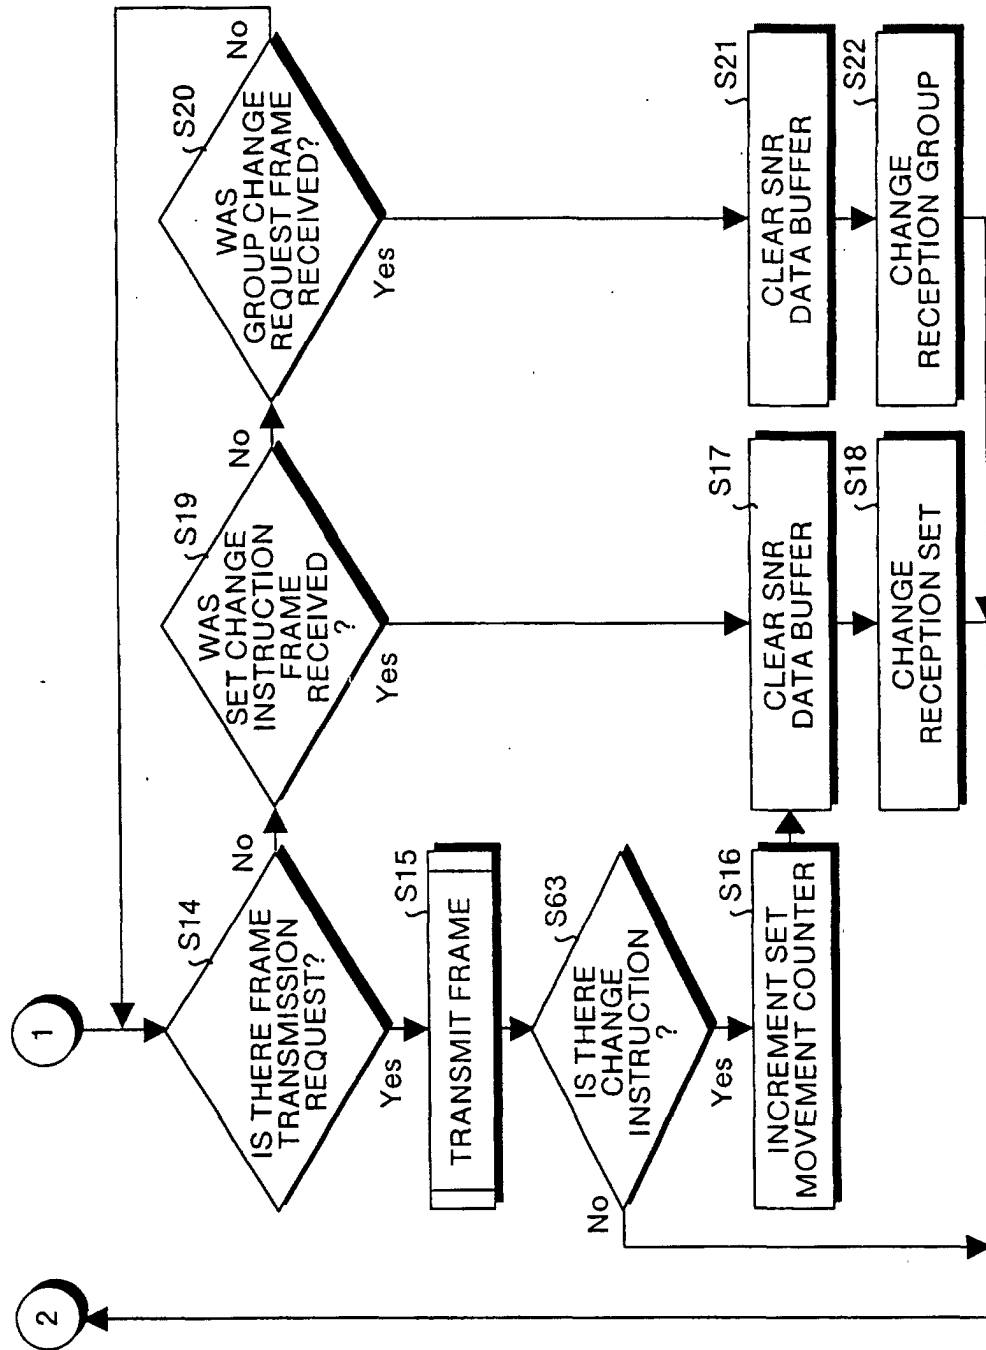 1
IS THERE FRAME
TRANSMISSION
REQUEST?
S14
No
Yes
TRANSMIT FRAME
S15
IS THERE
CHANGE
INSTRUCTION
?
S63
No
Yes
INCREMENT SET
MOVEMENT COUNTER
S16
WAS
SET CHANGE
INSTRUCTION
FRAME
RECEIVED
?
S19
No
Yes
CLEAR SNR
DATA BUFFER
S17
CHANGE
RECEPTION SET
S18
WAS
GROUP CHANGE
REQUEST FRAME
RECEIVED?
S20
No
Yes
CLEAR SNR
DATA BUFFER
S21
CHANGE
RECEPTION GROUP
S22
2